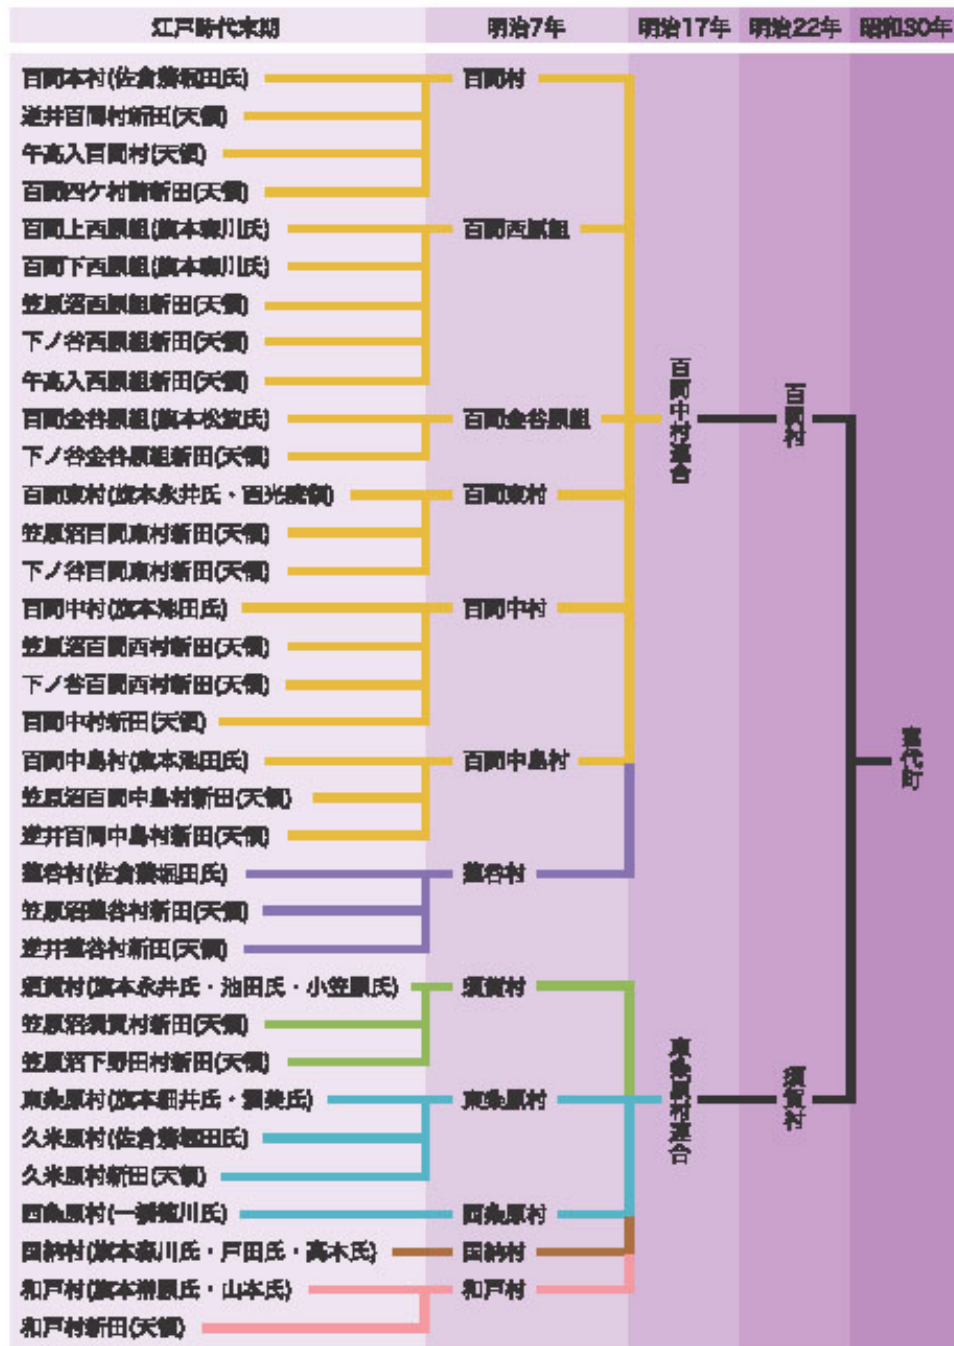 江戸時代末期 明治7年 明治17年 明治22年 昭和30年
百間本村(佐倉藩堀田氏) 百間村
逆井百間村新田(天領)
午高入百間村(天領)
百間四ケ村請新田(天領)
百間上西原組(旗本森川氏) 百間西原組
百間下西原組(旗本森川氏)
笠原沼西原組新田(天領)
下ノ谷西原組新田(天領)
午高入西原組新田(天領)
百間金谷原組(旗本松波氏) 百間金谷原組
下ノ谷金谷原組新田(天領)
百間東村(旗本永井氏・西光院領) 百間東村
笠原沼百間東村新田(天領)
下ノ谷百間東村新田(天領)
百間中村(旗本池田氏) 百間中村
笠原沼百間西村新田(天領)
下ノ谷百間西村新田(天領)
百間中村新田(天領)
百間中島村(旗本池田氏) 百間中島村
笠原沼百間中島村新田(天領)
逆井百間中島村新田(天領)
蓮谷村(佐倉藩堀田氏) 蓮谷村
笠原沼蓮谷村新田(天領)
逆井蓮谷村新田(天領)
須賀村(旗本永井氏・池田氏・小笠原氏) 須賀村
笠原沼須賀村新田(天領)
笠原沼下野田村新田(天領)
東粂原村(旗本細井氏・渥美氏) 東粂原村
久米原村(佐倉藩堀田氏)
久米原村新田(天領)
西粂原村(一橋徳川氏) 西粂原村
国納村(旗本森川氏・戸田氏・高木氏) 国納村
和戸村(旗本榊原氏・山本氏) 和戸村
和戸村新田(天領)
百間中村連合
東粂原村連合
百間村
須賀村
宮代町